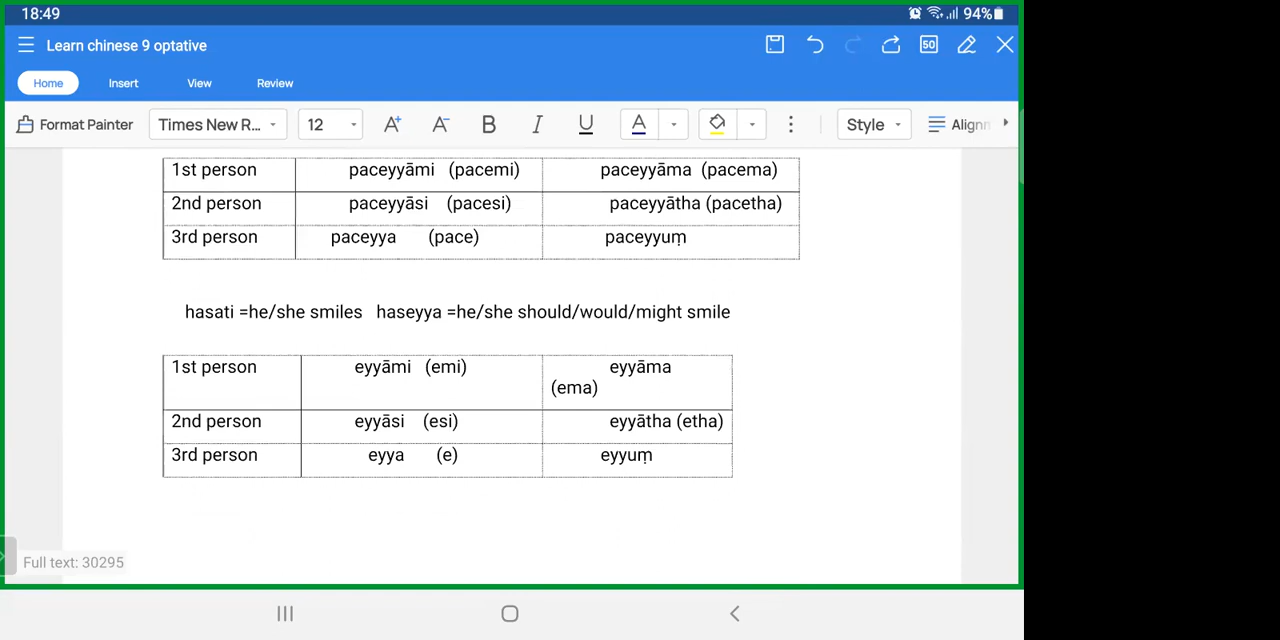 18:49 94%
Learn chinese 9 optative 50
Home Insert View Review
Format Painter Times New R... 12 A+ A- B I U A Style Alignn
1st person paceyyāmi (pacemi) paceyyāma (pacema)
2nd person paceyyāsi (pacesi) paceyyātha (pacetha)
3rd person paceyya (pace) paceyyuṃ
hasati =he/she smiles haseyya =he/she should/would/might smile
1st person eyyāmi (emi) eyyāma
(ema)
2nd person eyyāsi (esi) eyyātha (etha)
3rd person eyya (e) eyyuṃ
Full text: 30295